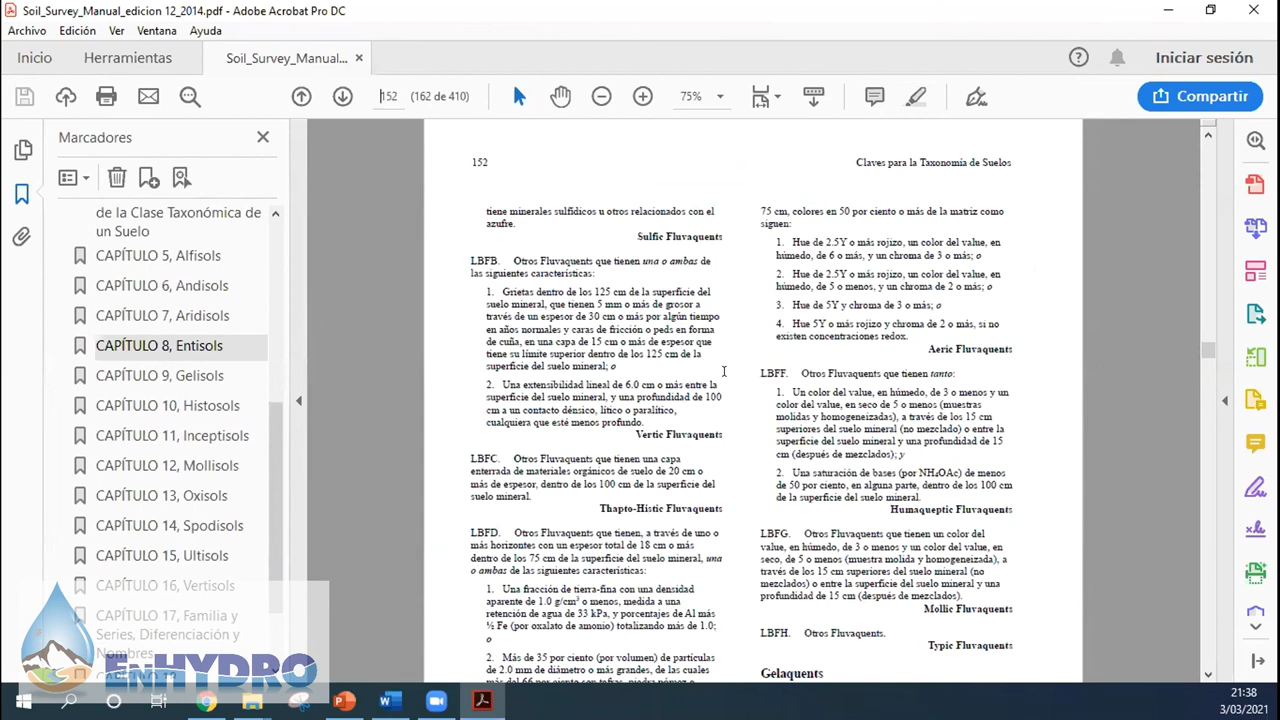 Soil_Survey_Manual_edicion 12_2014.pdf - Adobe Acrobat Pro DC
Archivo Edición Ver Ventana Ayuda
Inicio Herramientas Soil_Survey_Manual... ×
Iniciar sesión
152 (162 de 410) 75% Compartir
Marcadores
de la Clase Taxonómica de
un Suelo
CAPÍTULO 5, Alfisols
CAPÍTULO 6, Andisols
CAPÍTULO 7, Aridisols
CAPÍTULO 8, Entisols
CAPÍTULO 9, Gelisols
CAPÍTULO 10, Histosols
CAPÍTULO 11, Inceptisols
CAPÍTULO 12, Mollisols
CAPÍTULO 13, Oxisols
CAPÍTULO 14, Spodisols
CAPÍTULO 15, Ultisols
CAPÍTULO 16, Vertisols
CAPÍTULO 17, Familia y
Series, Diferenciación y
Nombres
EnHYDRO
152 Claves para la Taxonomía de Suelos
tiene minerales sulfídicos u otros relacionados con el
azufre.
Sulfic Fluvaquents
LBFB. Otros Fluvaquents que tienen una o ambas de
las siguientes características:
1. Grietas dentro de los 125 cm de la superficie del
suelo mineral, que tienen 5 mm o más de grosor a
través de un espesor de 30 cm o más por algún tiempo
en años normales y caras de fricción o peds en forma
de cuña, en una capa de 15 cm o más de espesor que
tiene su límite superior dentro de los 125 cm de la
superficie del suelo mineral; o
2. Una extensibilidad lineal de 6.0 cm o más entre la
superficie del suelo mineral, y una profundidad de 100
cm a un contacto dénsico, lítico o paralítico,
cualquiera que esté menos profundo.
Vertic Fluvaquents
LBFC. Otros Fluvaquents que tienen una capa
enterrada de materiales orgánicos de suelo de 20 cm o
más de espesor, dentro de los 100 cm de la superficie del
suelo mineral.
Thapto-Histic Fluvaquents
LBFD. Otros Fluvaquents que tienen, a través de uno o
más horizontes con un espesor total de 18 cm o más
dentro de los 75 cm de la superficie del suelo mineral, una
o ambas de las siguientes características:
1. Una fracción de tierra-fina con una densidad
aparente de 1.0 g/cm³ o menos, medida a una
retención de agua de 33 kPa, y porcentajes de Al más
½ Fe (por oxalato de amonio) totalizando más de 1.0;
o
2. Más de 35 por ciento (por volumen) de partículas
de 2.0 mm de diámetro o más grandes, de las cuales
más del 66 por ciento son tefras, piedra pómez o
75 cm, colores en 50 por ciento o más de la matriz como
siguen:
1. Hue de 2.5Y o más rojizo, un color del value, en
húmedo, de 6 o más, y un chroma de 3 o más; o
2. Hue de 2.5Y o más rojizo, un color del value, en
húmedo, de 5 o menos, y un chroma de 2 o más; o
3. Hue de 5Y y chroma de 3 o más; o
4. Hue 5Y o más rojizo y chroma de 2 o más, si no
existen concentraciones redox.
Aeric Fluvaquents
LBFF. Otros Fluvaquents que tienen tanto:
1. Un color del value, en húmedo, de 3 o menos y un
color del value, en seco de 5 o menos (muestras
molidas y homogeneizadas), a través de los 15 cm
superiores del suelo mineral (no mezclado) o entre la
superficie del suelo mineral y una profundidad de 15
cm (después de mezclados); y
2. Una saturación de bases (por NH₄OAc) de menos
de 50 por ciento, en alguna parte, dentro de los 100 cm
de la superficie del suelo mineral.
Humaqueptic Fluvaquents
LBFG. Otros Fluvaquents que tienen un color del
value, en húmedo, de 3 o menos y un color del value, en
seco, de 5 o menos (muestra molida y homogeneizada), a
través de los 15 cm superiores del suelo mineral (no
mezclados) o entre la superficie del suelo mineral y una
profundidad de 15 cm (después de mezclados).
Mollic Fluvaquents
LBFH. Otros Fluvaquents.
Typic Fluvaquents
Gelaquents
21:38
3/03/2021